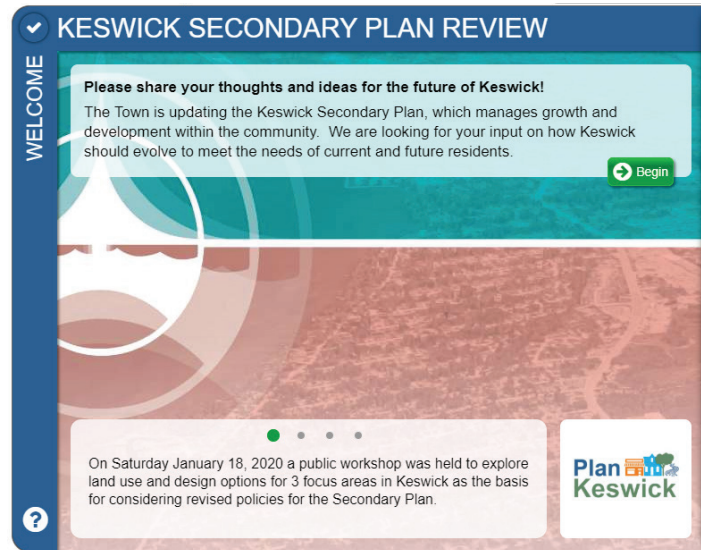 KESWICK SECONDARY PLAN REVIEW
WELCOME
Please share your thoughts and ideas for the future of Keswick!
The Town is updating the Keswick Secondary Plan, which manages growth and
development within the community.  We are looking for your input on how Keswick
should evolve to meet the needs of current and future residents.
Begin
On Saturday January 18, 2020 a public workshop was held to explore
land use and design options for 3 focus areas in Keswick as the basis
for considering revised policies for the Secondary Plan.
Plan
Keswick
?